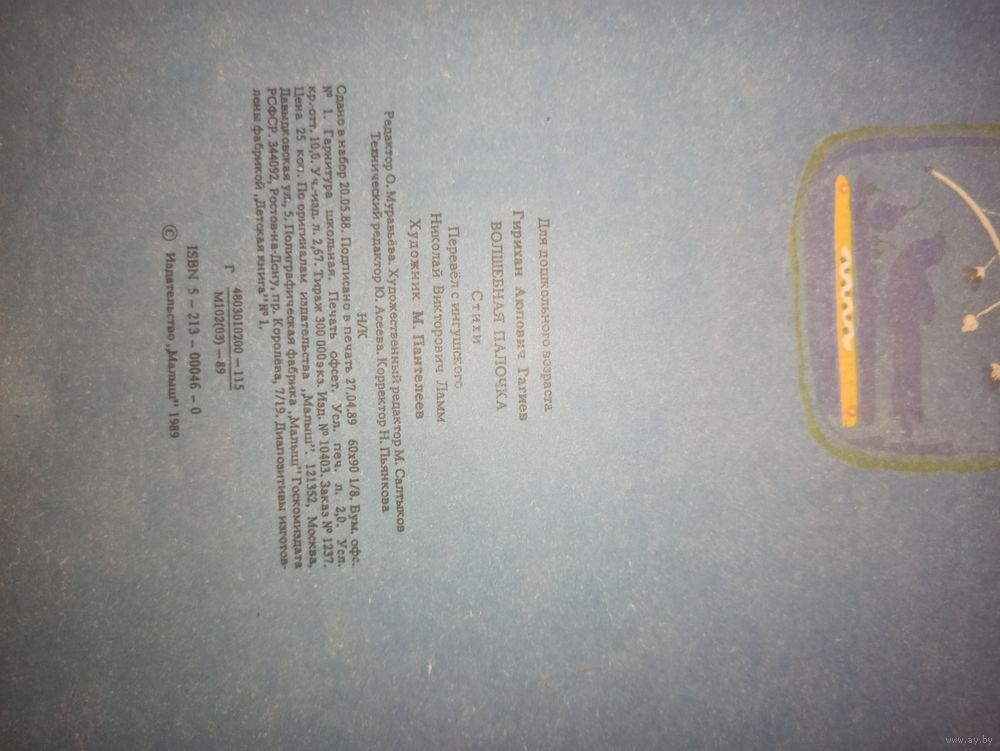 Для дошкольного возраста
Гирихан Аюпович Гагиев
ВОЛШЕБНАЯ ПАЛОЧКА
Стихи
Перевёл с ингушского
Николай Викторович Ламм
Художник М. Пантелеев
Редактор О. Муравьёва. Художественный редактор М. Салтыков
Технический редактор Ю. Асеева. Корректор Н. Пьянкова
Н/К
Сдано в набор 20.05.88. Подписано в печать 27.04.89 60х90 1/8. Бум. офс.
№ 1. Гарнитура школьная. Печать офсет. Усл. печ. л. 2,0. Усл.
кр.-отт. 10,0. Уч.-изд. л. 2,67. Тираж 300 000 экз. Изд. № 10403. Заказ № 1237.
Цена 25 коп. По оригиналам издательства „Малыш". 121352, Москва,
Давыдковская ул., 5. Полиграфическая фабрика „Малыш" Госкомиздата
РСФСР. 344092, Ростов-на-Дону, пр. Королёва, 7/19. Диапозитивы изготов-
лены фабрикой „Детская книга" № 1.
Г 4803010200–115
М102(03)–89
ISBN 5–213–00046–0
© Издательство „Малыш" 1989
www.ay.by